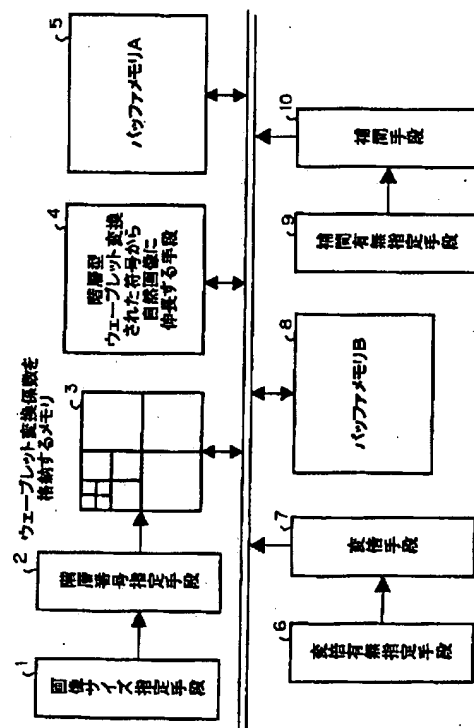 1
画像サイズ指定手段
2
階層番号指定手段
ウェーブレット変換係数を
格納するメモリ
3
4
階層型
ウェーブレット変換
された符号から
自然画像に
伸長する手段
5
バッファメモリA
6
変倍有無指定手段
7
変倍手段
8
バッファメモリB
9
補間有無指定手段
10
補間手段